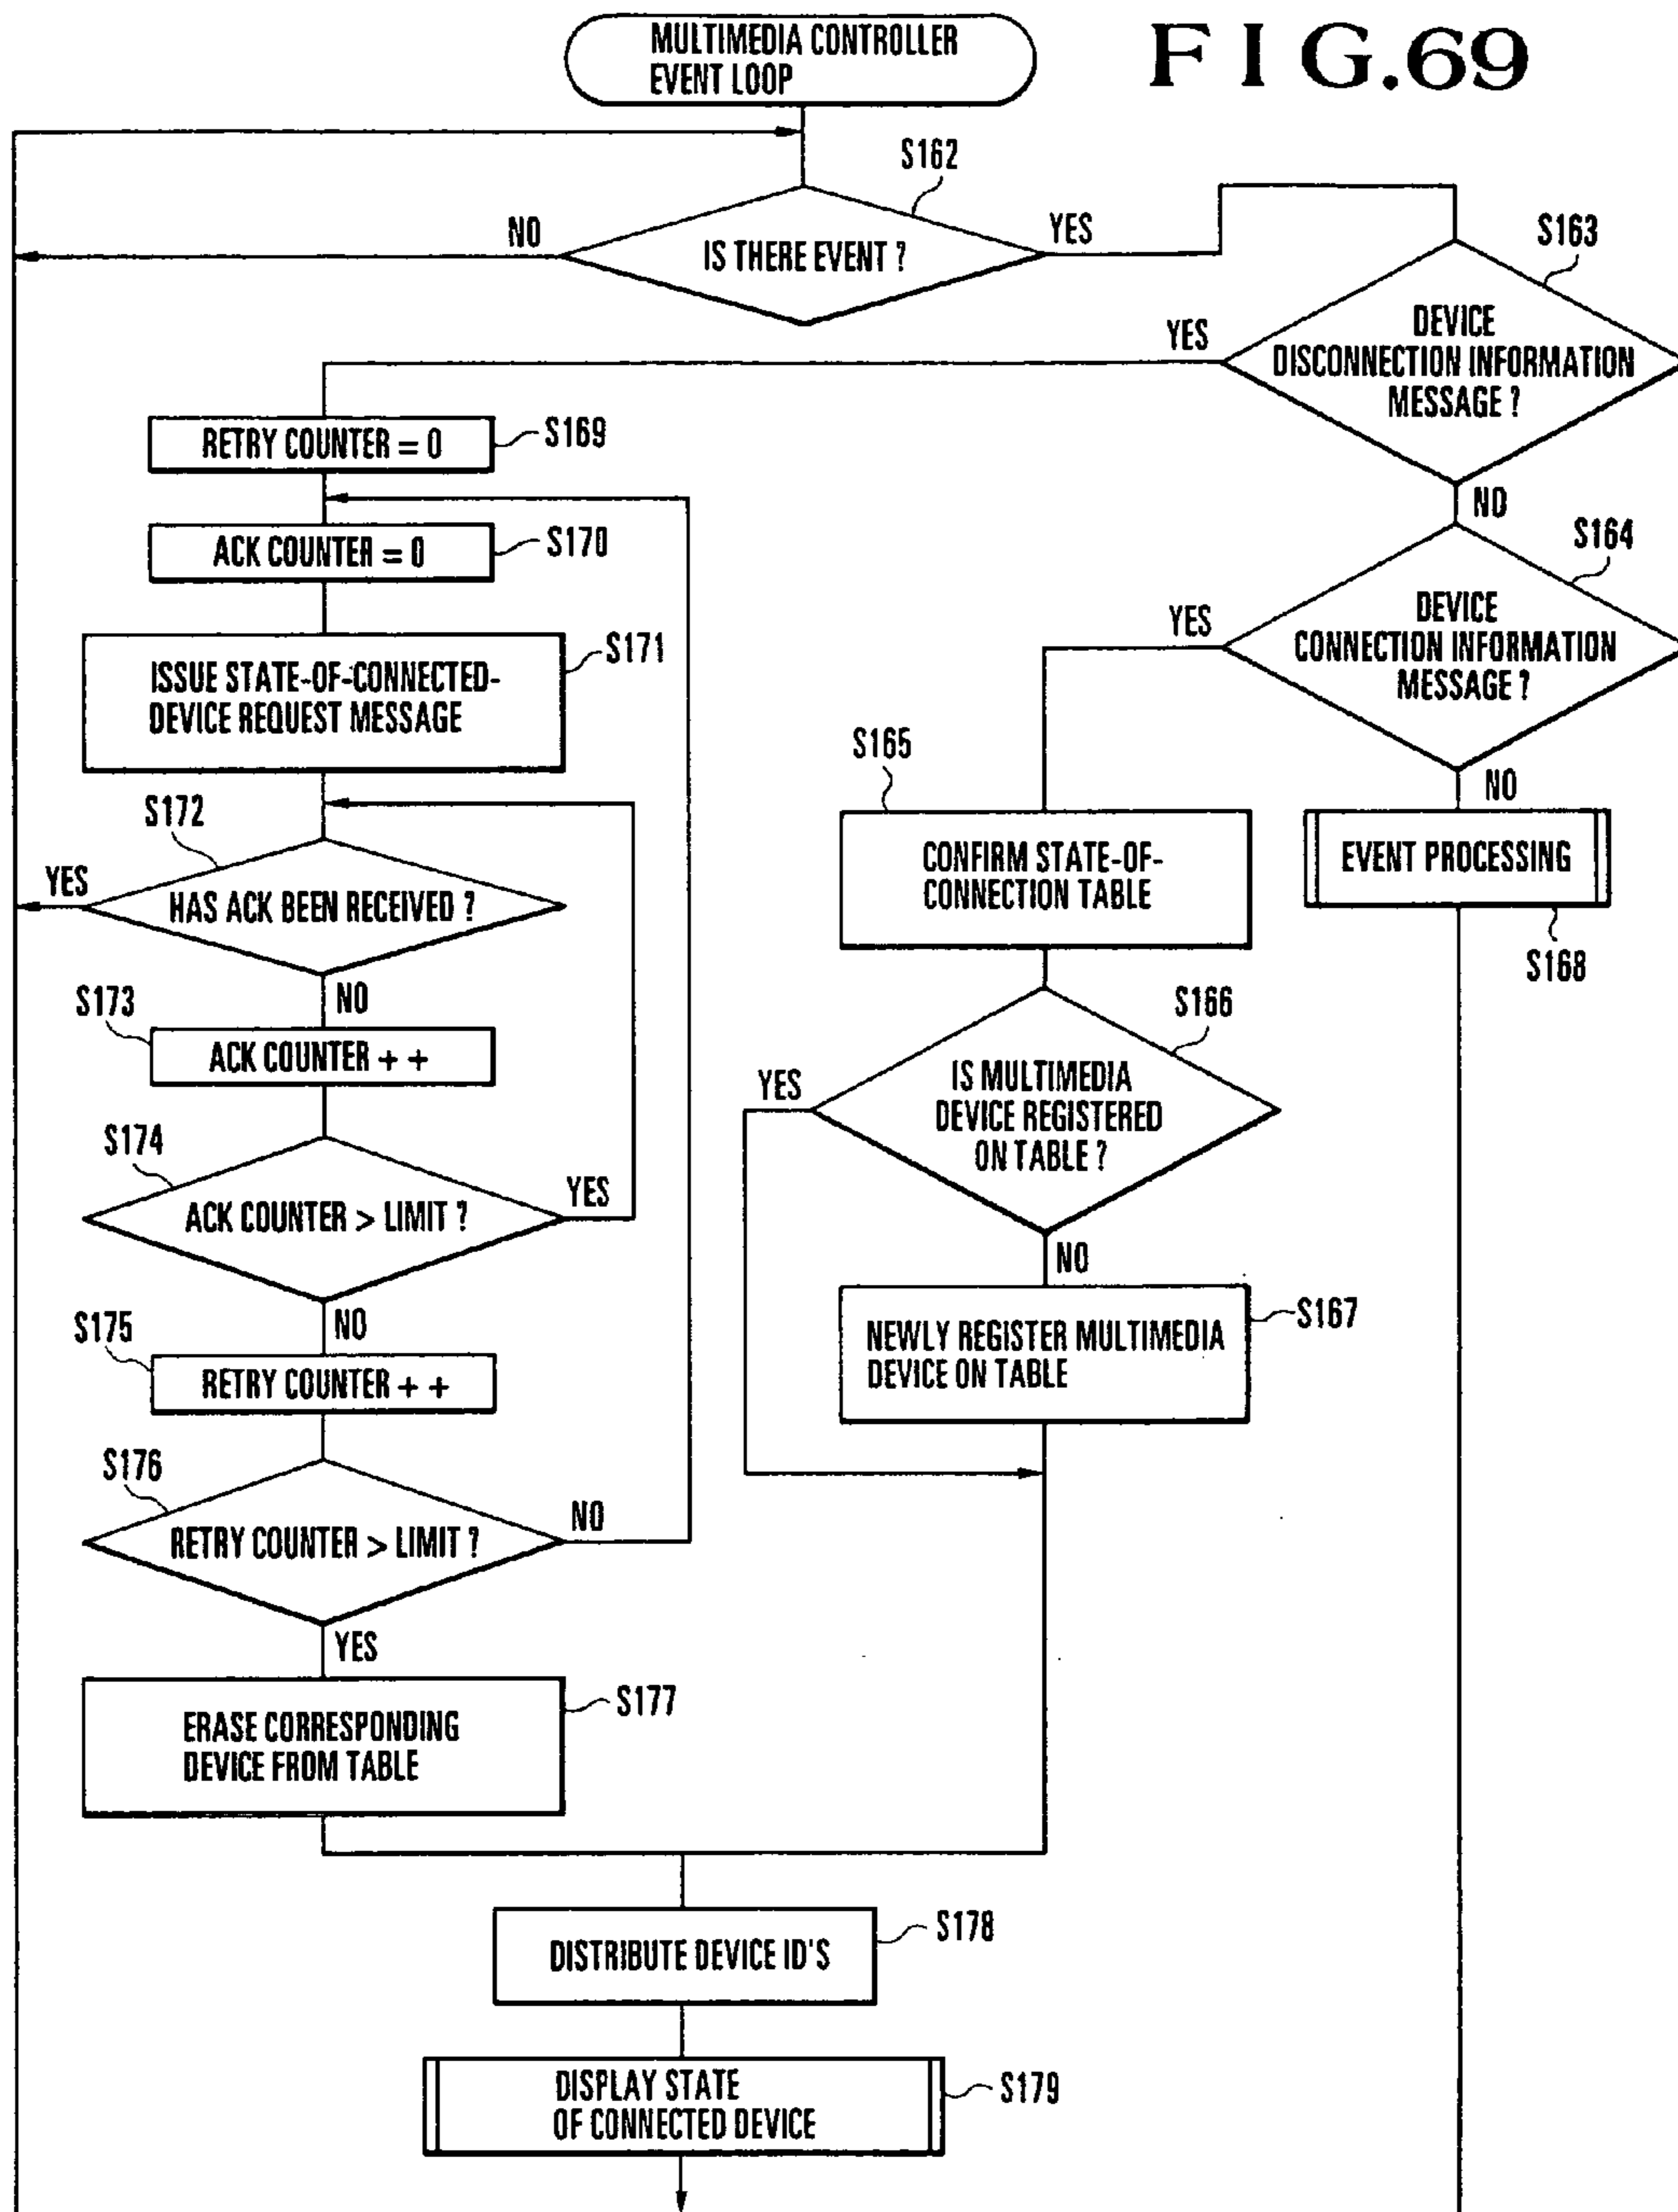 FIG.69
MULTIMEDIA CONTROLLER
EVENT LOOP
S162
IS THERE EVENT ?
NO
YES
S163
DEVICE
DISCONNECTION INFORMATION
MESSAGE ?
YES
NO
S164
DEVICE
CONNECTION INFORMATION
MESSAGE ?
YES
NO
S165
CONFIRM STATE-OF-
CONNECTION TABLE
EVENT PROCESSING
S168
S166
IS MULTIMEDIA
DEVICE REGISTERED
ON TABLE ?
YES
NO
S167
NEWLY REGISTER MULTIMEDIA
DEVICE ON TABLE
RETRY COUNTER = 0
S169
ACK COUNTER = 0
S170
S171
ISSUE STATE-OF-CONNECTED-
DEVICE REQUEST MESSAGE
S172
YES
HAS ACK BEEN RECEIVED ?
NO
S173
ACK COUNTER + +
S174
ACK COUNTER > LIMIT ?
YES
NO
S175
RETRY COUNTER + +
S176
RETRY COUNTER > LIMIT ?
NO
YES
S177
ERASE CORRESPONDING
DEVICE FROM TABLE
S178
DISTRIBUTE DEVICE ID'S
S179
DISPLAY STATE
OF CONNECTED DEVICE